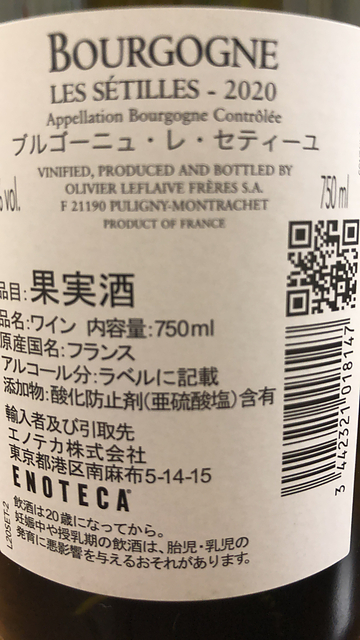 BOURGOGNE
LES SÉTILLES - 2020
Appellation Bourgogne Contrôlée
ブルゴーニュ・レ・セティーユ
VINIFIED, PRODUCED AND BOTTLED BY
OLIVIER LEFLAIVE FRÈRES S.A.
F 21190 PULIGNY-MONTRACHET
PRODUCT OF FRANCE
% vol.
750 ml
品目:果実酒
品名:ワイン 内容量:750ml
原産国名:フランス
アルコール分:ラベルに記載
添加物:酸化防止剤(亜硫酸塩)含有
輸入者及び引取先
エノテカ株式会社
東京都港区南麻布5-14-15
ENOTECA
飲酒は20歳になってから。
妊娠中や授乳期の飲酒は、胎児・乳児の
発育に悪影響を与えるおそれがあります。
L20SET-2
3 442321 018147